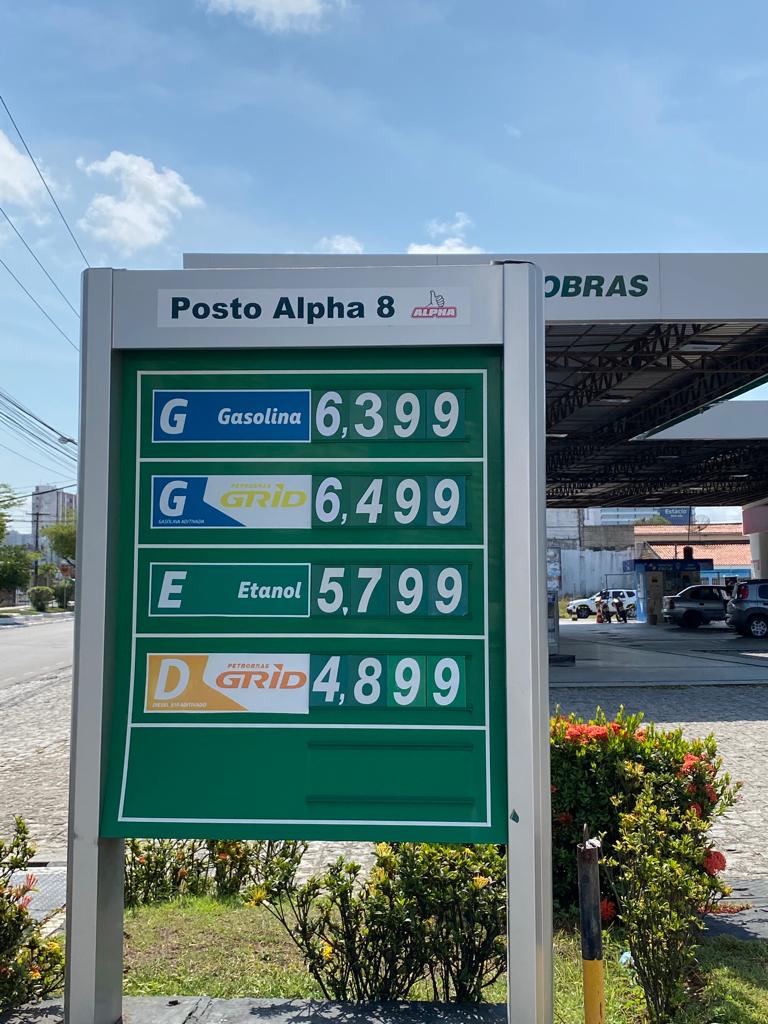 OBRAS
Posto Alpha 8 ALPHA
G Gasolina 6,399
G PETROBRAS
GRID 6,499
GASOLINA ADITIVADA
E Etanol 5,799
D PETROBRAS
GRID 4,899
DIESEL S10 ADITIVADO
Estácio